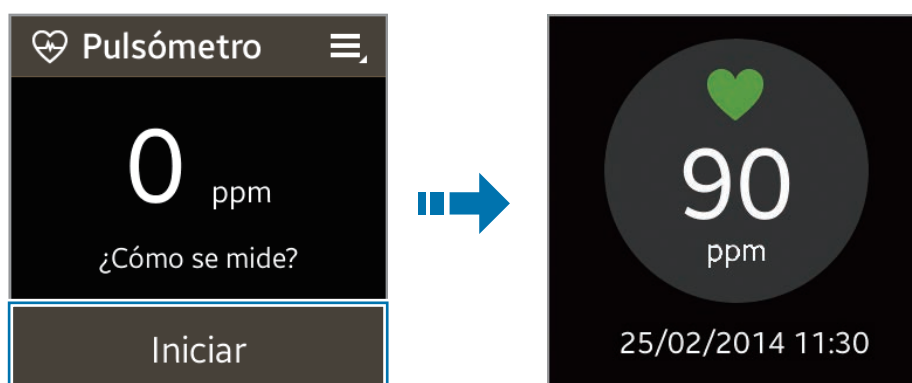 Pulsómetro
0 ppm
¿Cómo se mide?
Iniciar
90
ppm
25/02/2014 11:30